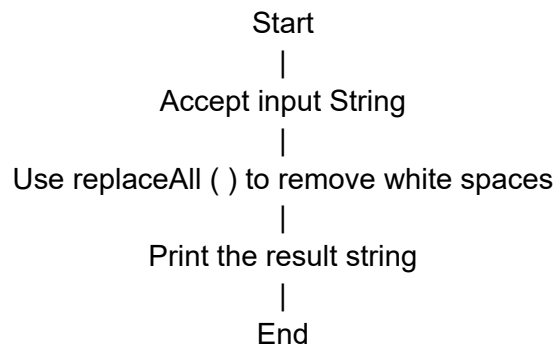 Start
|
Accept input String
|
Use replaceAll ( ) to remove white spaces
|
Print the result string
|
End